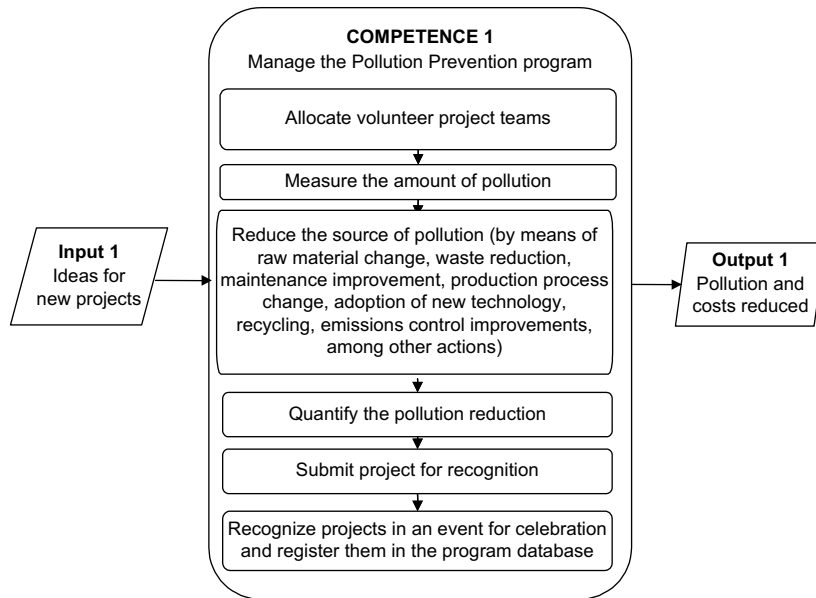 COMPETENCE 1
Manage the Pollution Prevention program
Allocate volunteer project teams
Measure the amount of pollution
Input 1
Ideas for
new projects
Reduce the source of pollution (by means of
raw material change, waste reduction,
maintenance improvement, production process
change, adoption of new technology,
recycling, emissions control improvements,
among other actions)
Output 1
Pollution and
costs reduced
Quantify the pollution reduction
Submit project for recognition
Recognize projects in an event for celebration
and register them in the program database